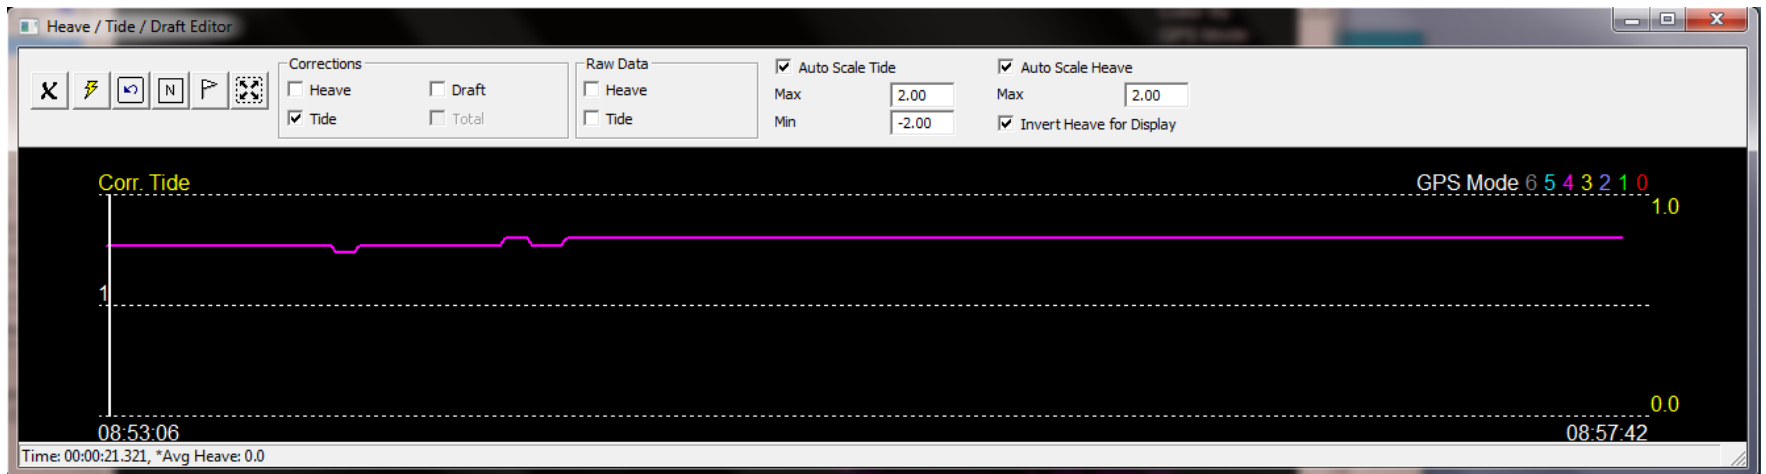 Heave / Tide / Draft Editor
x N
Corrections
Heave Draft
Tide Total
Raw Data
Heave
Tide
Auto Scale Tide
Max 2.00
Min -2.00
Auto Scale Heave
Max 2.00
Invert Heave for Display
Corr. Tide
GPS Mode 6 5 4 3 2 1 0
1.0
1
0.0
08:53:06 08:57:42
Time: 00:00:21.321, *Avg Heave: 0.0